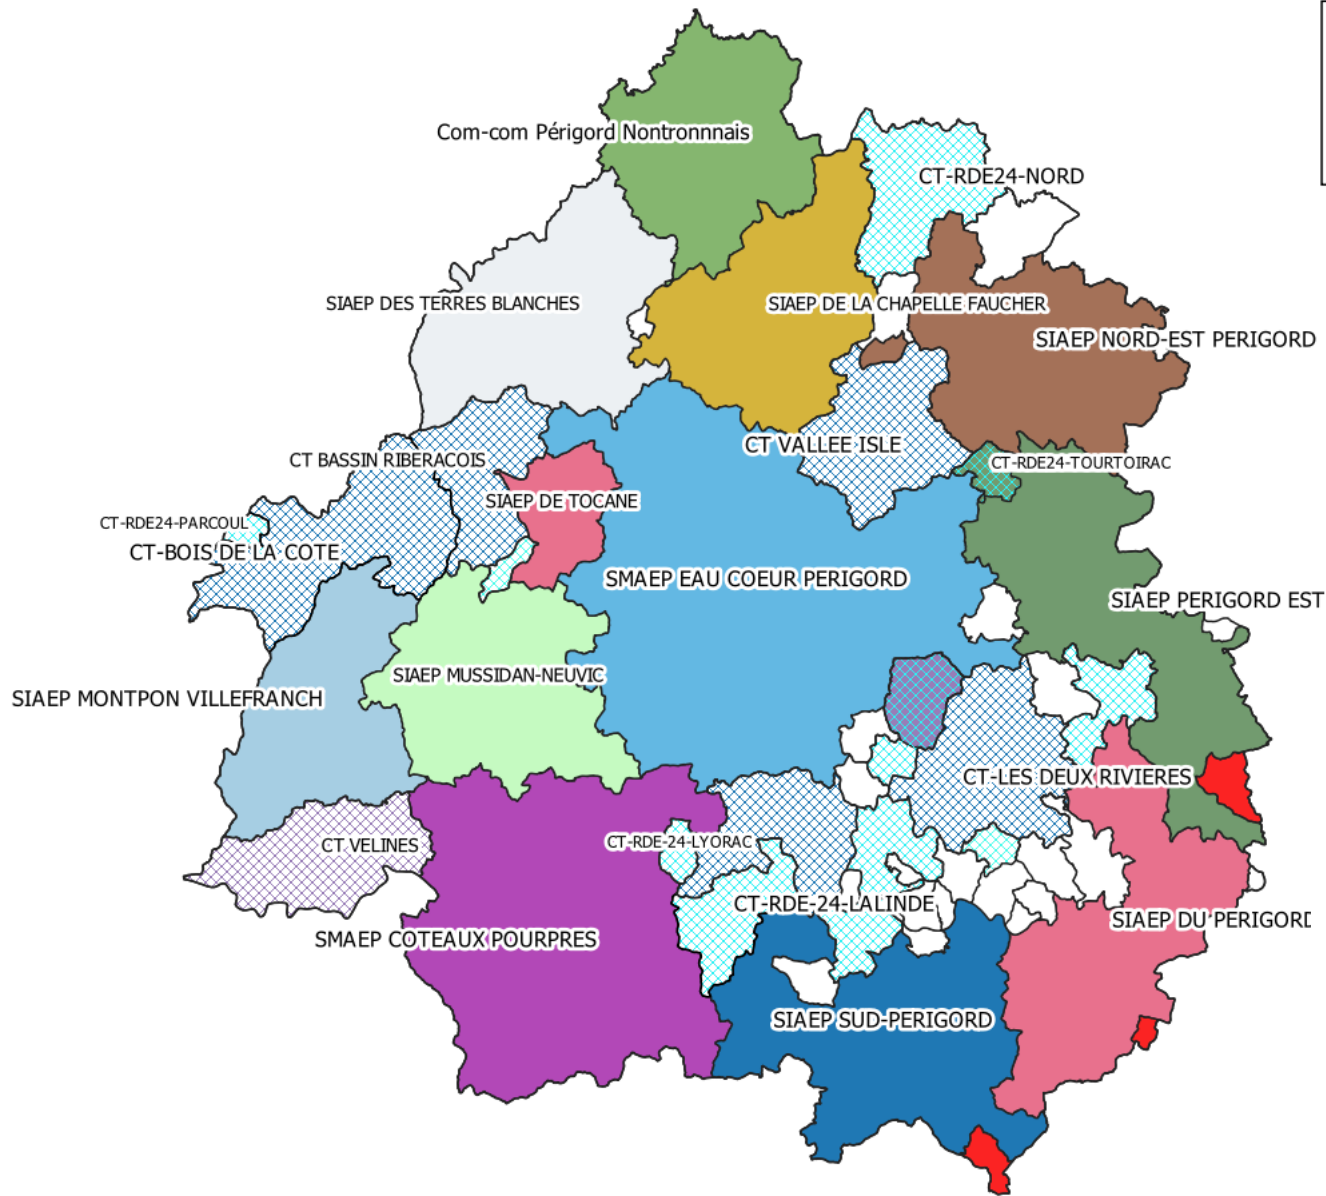 Com-com Périgord Nontronnnais
CT-RDE24-NORD
SIAEP DES TERRES BLANCHES
SIAEP DE LA CHAPELLE FAUCHER
SIAEP NORD-EST PERIGORD
CT VALLEE ISLE
CT BASSIN RIBERACOIS
CT-RDE24-TOURTOIRAC
SIAEP DE TOCANE
CT-RDE24-PARCOUL
CT-BOIS DE LA COTE
SMAEP EAU COEUR PERIGORD
SIAEP PERIGORD EST
SIAEP MUSSIDAN-NEUVIC
SIAEP MONTPON VILLEFRANCH
CT-LES DEUX RIVIERES
CT VELINES
CT-RDE-24-LYORAC
CT-RDE-24-LALINDE
SIAEP DU PERIGORD
SMAEP COTEAUX POURPRES
SIAEP SUD-PERIGORD